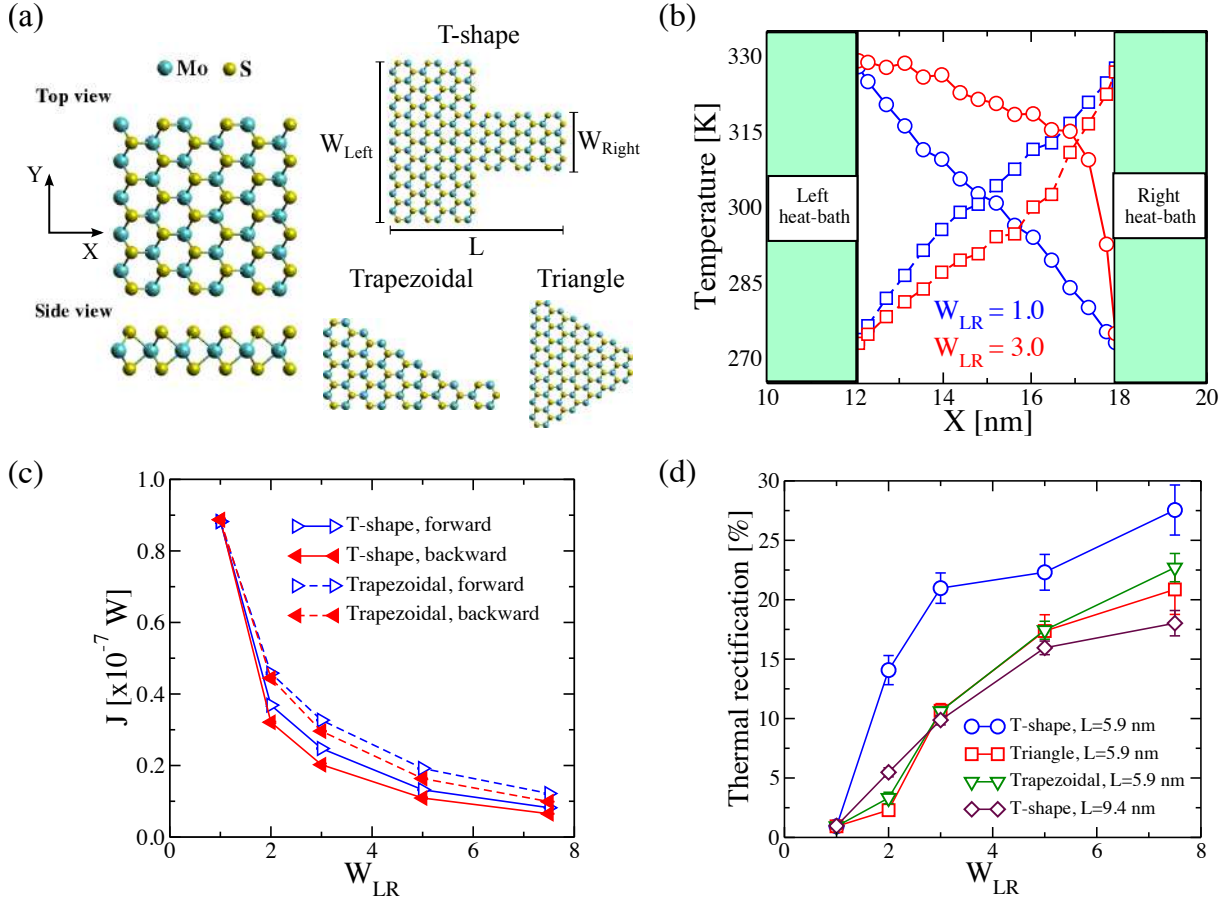 (a)
Mo S
Top view
Y
X
Side view
T-shape
W_Left
W_Right
L
Trapezoidal
Triangle
(b)
Temperature [K]
330
315
300
285
270
Left
heat-bath
Right
heat-bath
W_LR = 1.0
W_LR = 3.0
10 12 14 16 18 20
X [nm]
(c)
J [x10^-7 W]
1.0
0.8
0.6
0.4
0.2
0.0
T-shape, forward
T-shape, backward
Trapezoidal, forward
Trapezoidal, backward
0 2 4 6 8
W_LR
(d)
Thermal rectification [%]
30
25
20
15
10
5
0
T-shape, L=5.9 nm
Triangle, L=5.9 nm
Trapezoidal, L=5.9 nm
T-shape, L=9.4 nm
0 2 4 6 8
W_LR